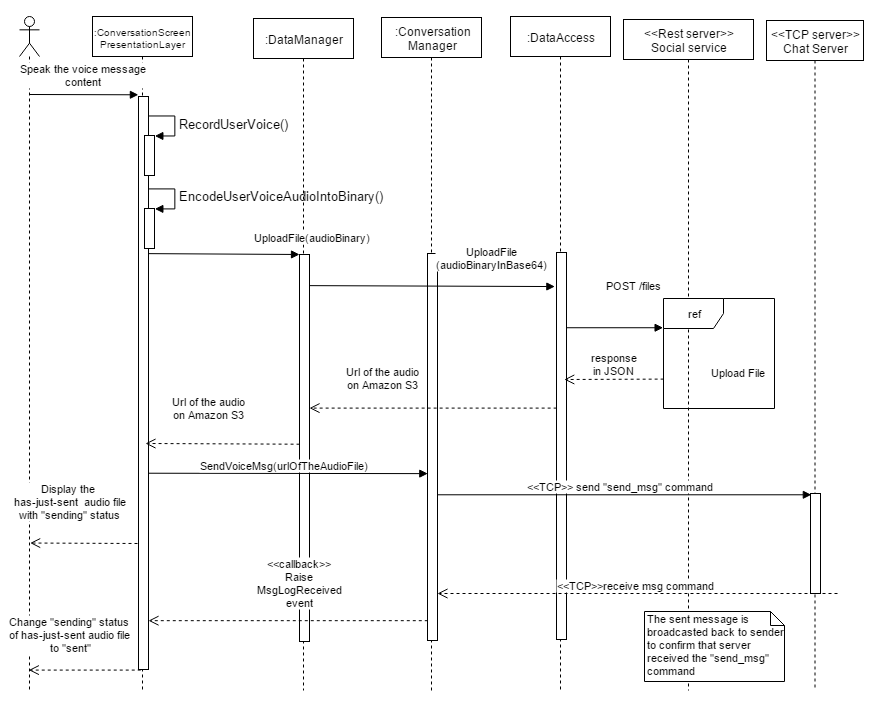 :ConversationScreen
PresentationLayer
:DataManager
:Conversation
Manager
:DataAccess
<<Rest server>>
Social service
<<TCP server>>
Chat Server
Speak the voice message
content
RecordUserVoice()
EncodeUserVoiceAudioIntoBinary()
UploadFile(audioBinary)
UploadFile
(audioBinaryInBase64)
POST /files
ref
Upload File
response
in JSON
Url of the audio
on Amazon S3
Url of the audio
on Amazon S3
SendVoiceMsg(urlOfTheAudioFile)
<<TCP>> send "send_msg" command
Display the
has-just-sent audio file
with "sending" status
<<callback>>
Raise
MsgLogReceived
event
<<TCP>>receive msg command
Change "sending" status
of has-just-sent audio file
to "sent"
The sent message is
broadcasted back to sender
to confirm that server
received the "send_msg"
command